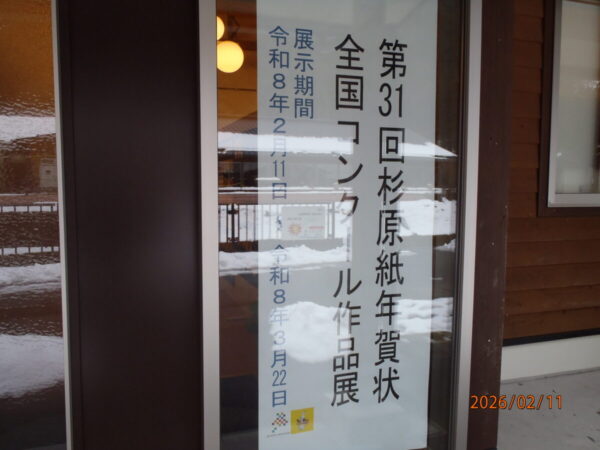 第31回杉原紙年賀状
全国コンクール作品展
展示期間
令和8年2月11日~令和8年3月22日
2026/02/11